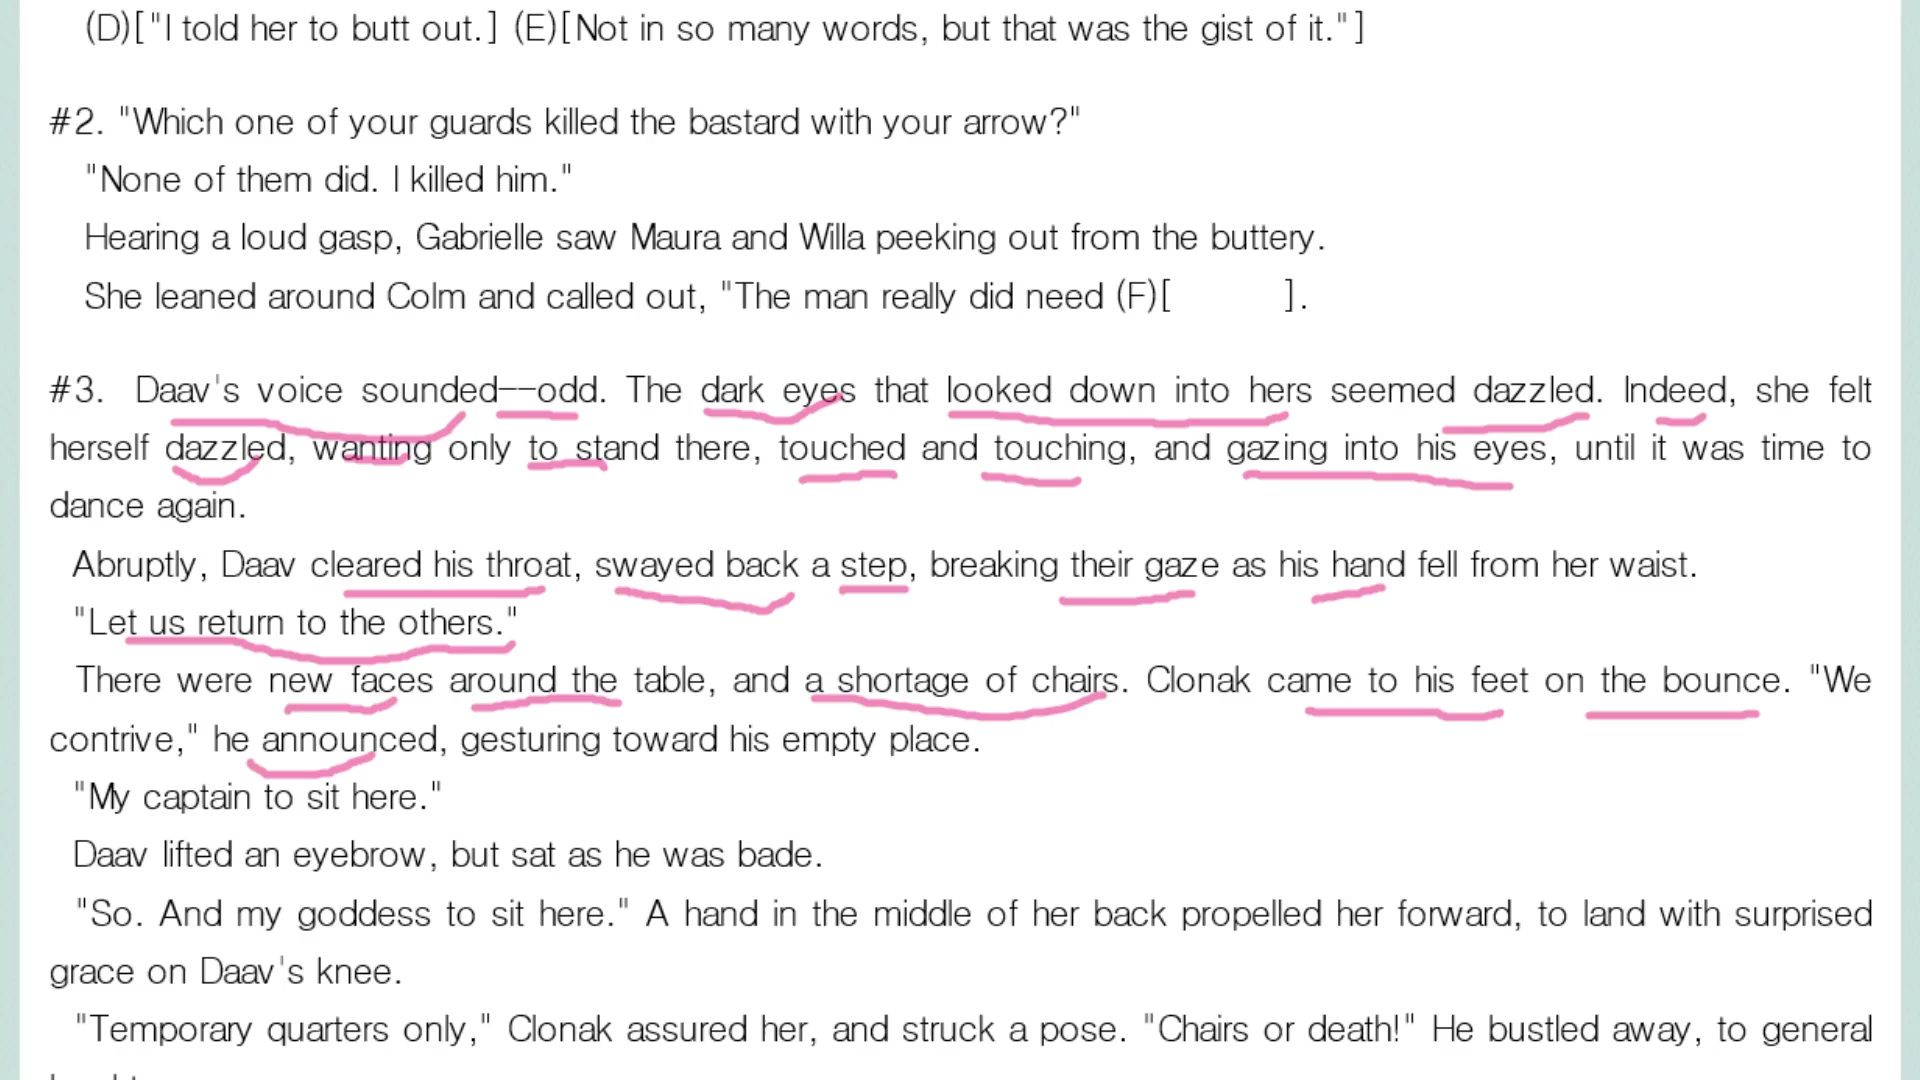 (D)["I told her to butt out.] (E)[Not in so many words, but that was the gist of it."]
#2. "Which one of your guards killed the bastard with your arrow?"
"None of them did. I killed him."
Hearing a loud gasp, Gabrielle saw Maura and Willa peeking out from the buttery.
She leaned around Colm and called out, "The man really did need (F)[ ].
#3. Daav's voice sounded--odd. The dark eyes that looked down into hers seemed dazzled. Indeed, she felt
herself dazzled, wanting only to stand there, touched and touching, and gazing into his eyes, until it was time to
dance again.
Abruptly, Daav cleared his throat, swayed back a step, breaking their gaze as his hand fell from her waist.
"Let us return to the others."
There were new faces around the table, and a shortage of chairs. Clonak came to his feet on the bounce. "We
contrive," he announced, gesturing toward his empty place.
"My captain to sit here."
Daav lifted an eyebrow, but sat as he was bade.
"So. And my goddess to sit here." A hand in the middle of her back propelled her forward, to land with surprised
grace on Daav's knee.
"Temporary quarters only," Clonak assured her, and struck a pose. "Chairs or death!" He bustled away, to general